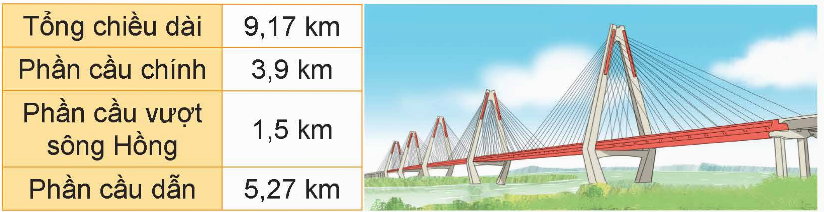 Tổng chiều dài 9,17 km
Phần cầu chính 3,9 km
Phần cầu vượt
sông Hồng 1,5 km
Phần cầu dẫn 5,27 km